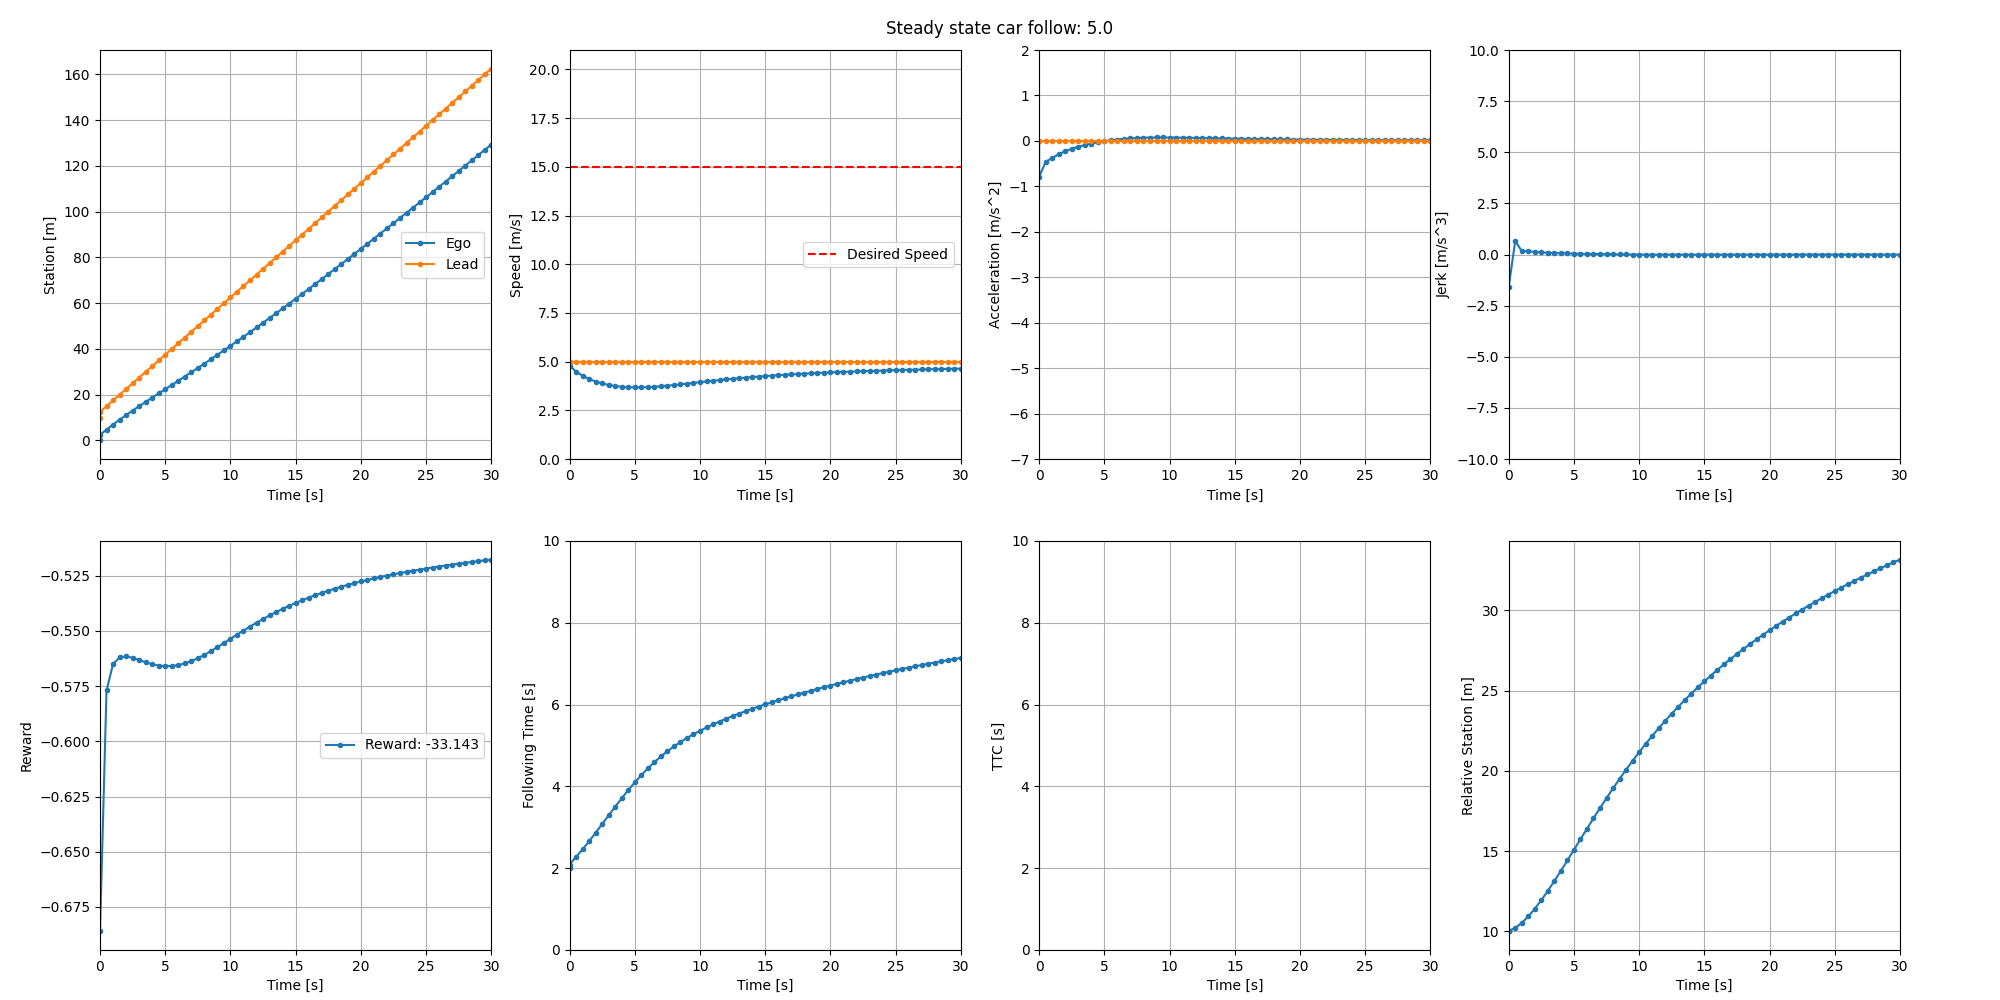 Steady state car follow: 5.0
160
140
120
100
80
60
40
20
0
Station [m]
0 5 10 15 20 25 30
Time [s]
Ego
Lead
20.0
17.5
15.0
12.5
10.0
7.5
5.0
2.5
0.0
Speed [m/s]
0 5 10 15 20 25 30
Time [s]
Desired Speed
2
1
0
−1
−2
−3
−4
−5
−6
−7
Acceleration [m/s^2]
0 5 10 15 20 25 30
Time [s]
10.0
7.5
5.0
2.5
0.0
−2.5
−5.0
−7.5
−10.0
Jerk [m/s^3]
0 5 10 15 20 25 30
Time [s]
−0.525
−0.550
−0.575
−0.600
−0.625
−0.650
−0.675
Reward
0 5 10 15 20 25 30
Time [s]
Reward: -33.143
10
8
6
4
2
0
Following Time [s]
0 5 10 15 20 25 30
Time [s]
10
8
6
4
2
0
TTC [s]
0 5 10 15 20 25 30
Time [s]
30
25
20
15
10
Relative Station [m]
0 5 10 15 20 25 30
Time [s]